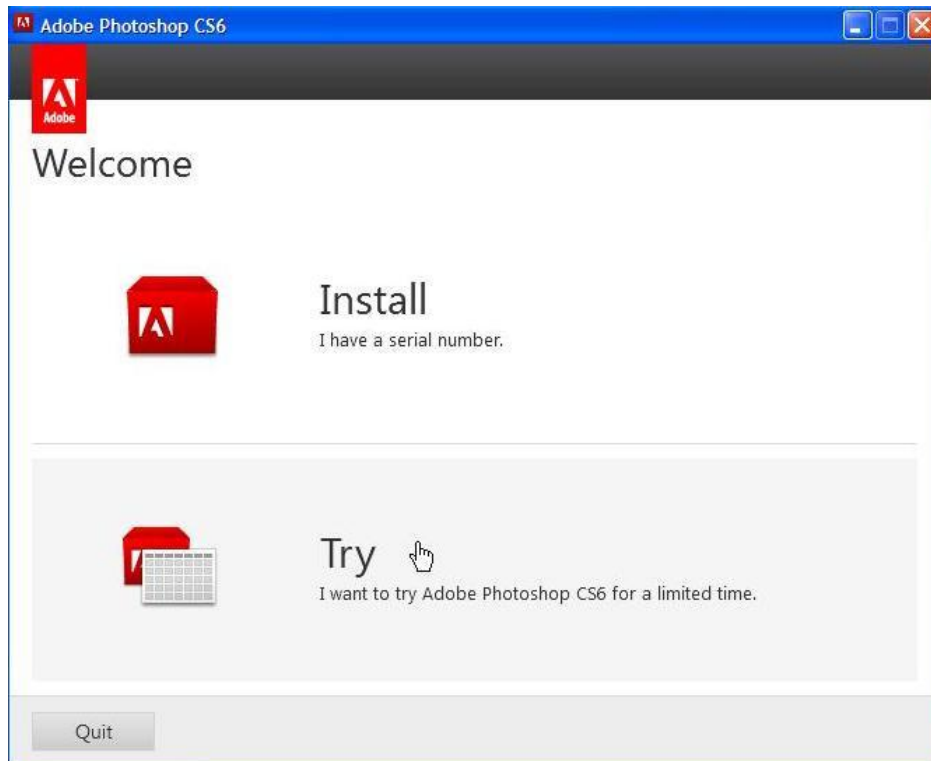 Adobe Photoshop CS6
Adobe
Welcome
Install
I have a serial number.
Try
I want to try Adobe Photoshop CS6 for a limited time.
Quit